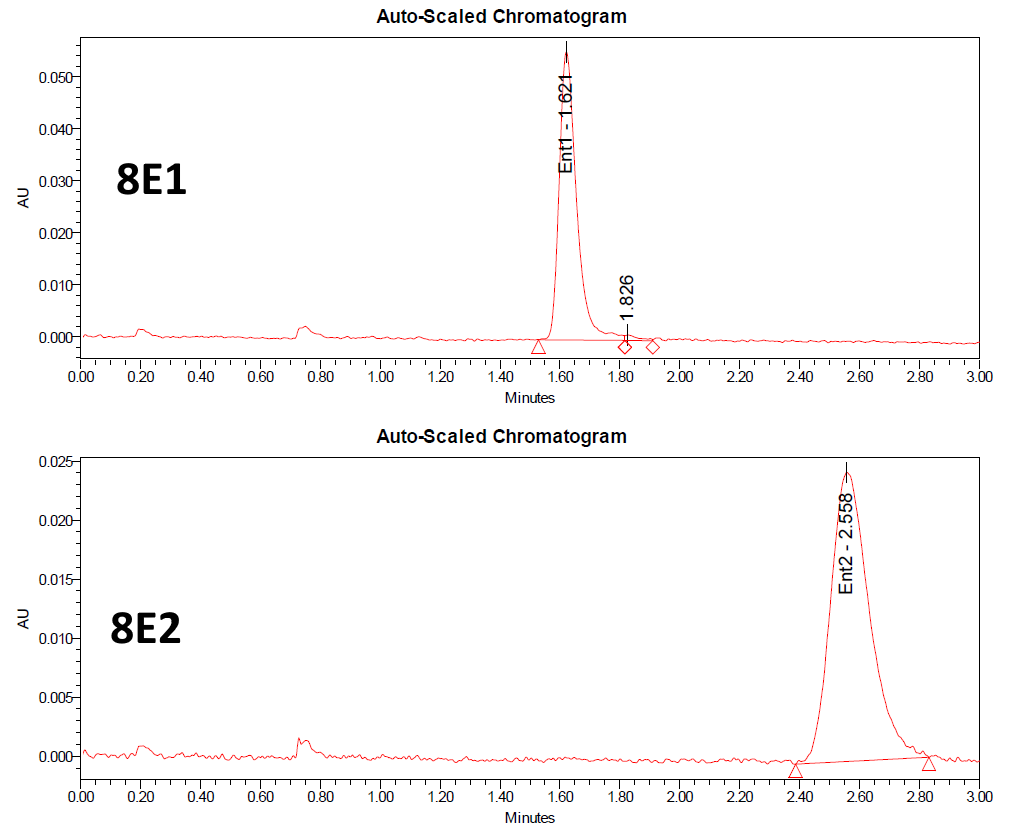 Auto-Scaled Chromatogram
0.050
0.040
0.030
0.020
0.010
0.000
AU
8E1
Ent1 - 1.621
1.826
0.00 0.20 0.40 0.60 0.80 1.00 1.20 1.40 1.60 1.80 2.00 2.20 2.40 2.60 2.80 3.00
Minutes
Auto-Scaled Chromatogram
0.025
0.020
0.015
0.010
0.005
0.000
AU
8E2
Ent2 - 2.558
0.00 0.20 0.40 0.60 0.80 1.00 1.20 1.40 1.60 1.80 2.00 2.20 2.40 2.60 2.80 3.00
Minutes